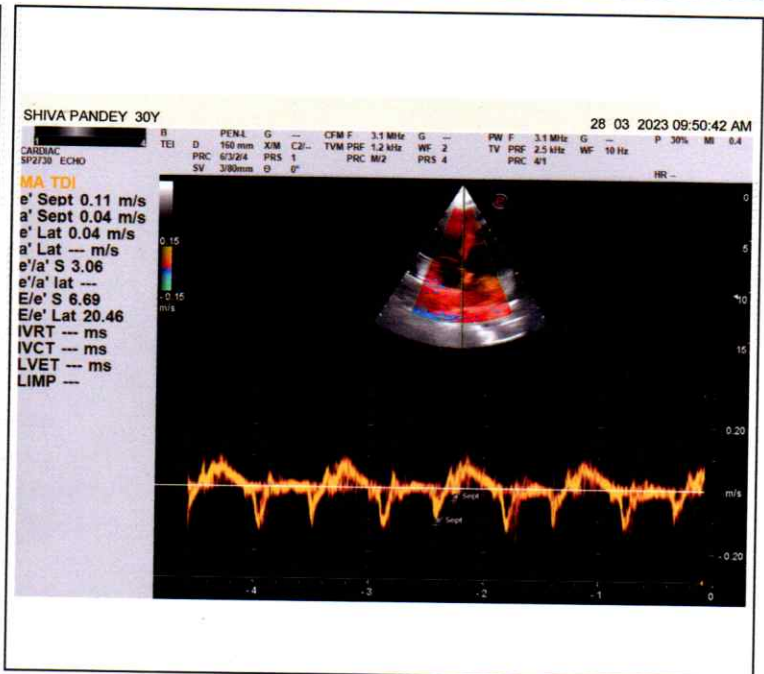 SHIVA PANDEY 30Y
28 03 2023 09:50:42 AM
B PEN-L G -- CFM F 3.1 MHz G -- PW F 3.1 MHz G -- P 30% MI 0.4
TEI D 160 mm X/M C2/-- TVM PRF 1.2 kHz WF 2 TV PRF 2.5 kHz WF 10 Hz
CARDIAC PRC 6/3/2/4 PRS 1 PRC M/2 PRS 4 PRC 4/1
SP2730 ECHO SV 3/80mm Θ 0° HR --
MA TDI
e' Sept 0.11 m/s
a' Sept 0.04 m/s
e' Lat 0.04 m/s
a' Lat --- m/s
e'/a' S 3.06
e'/a' lat ---
E/e' S 6.69
E/e' Lat 20.46
IVRT --- ms
IVCT --- ms
LVET --- ms
LIMP ---
0.15
-0.15
m/s
0
5
10
15
0.20
m/s
-0.20
Sept
Sept
-4 -3 -2 -1 0